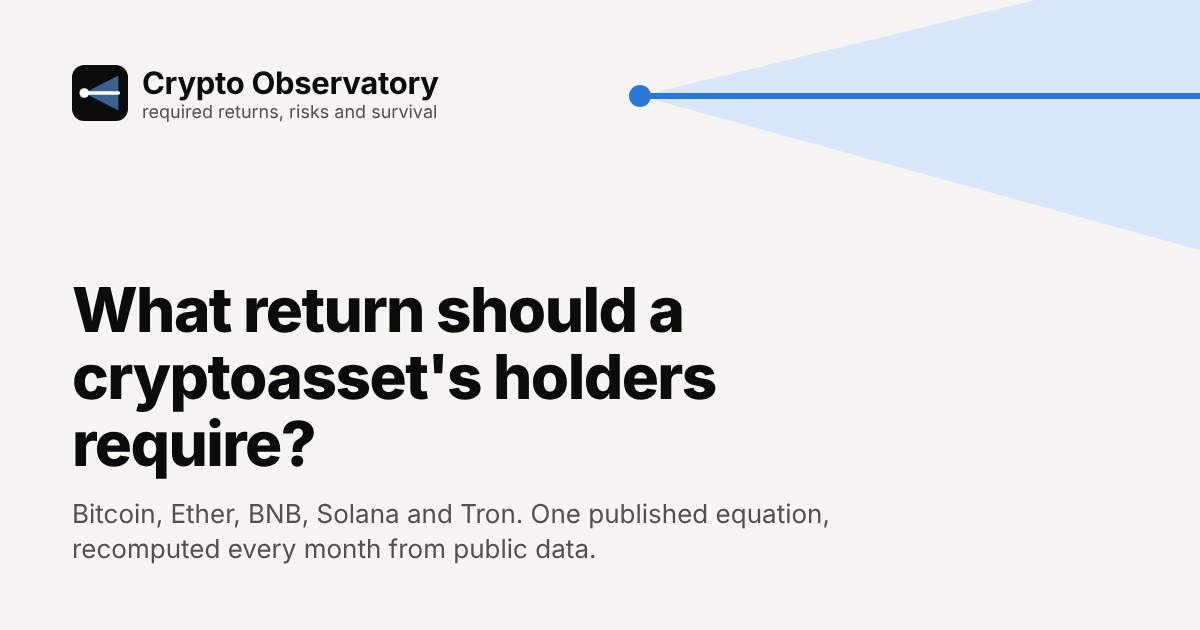 Crypto Observatory
required returns, risks and survival
What return should a
cryptoasset's holders
require?
Bitcoin, Ether, BNB, Solana and Tron. One published equation,
recomputed every month from public data.